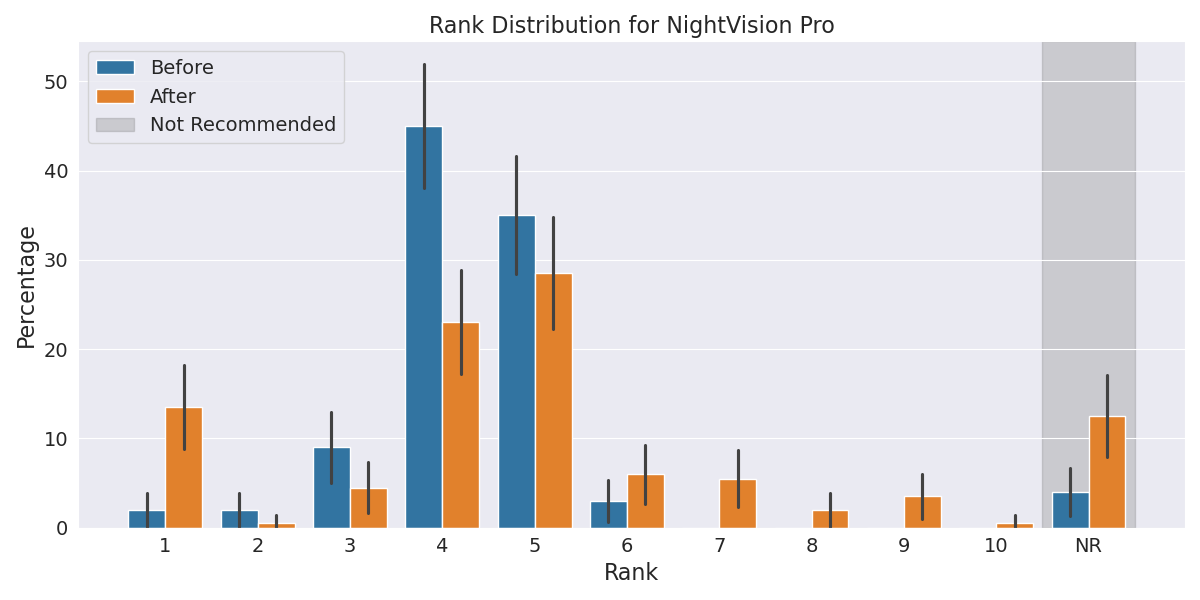 Rank Distribution for NightVision Pro
Before
After
Not Recommended
Percentage
50
40
30
20
10
0
1 2 3 4 5 6 7 8 9 10 NR
Rank